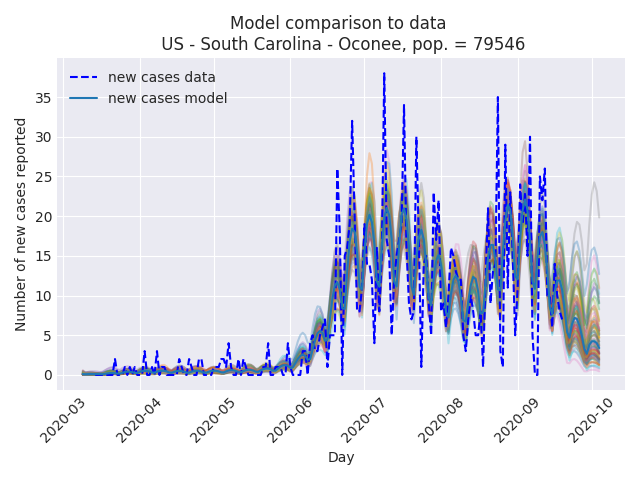 Model comparison to data
US - South Carolina - Oconee, pop. = 79546
new cases data
new cases model
Number of new cases reported
35
30
25
20
15
10
5
0
2020-03
2020-04
2020-05
2020-06
2020-07
2020-08
2020-09
2020-10
Day